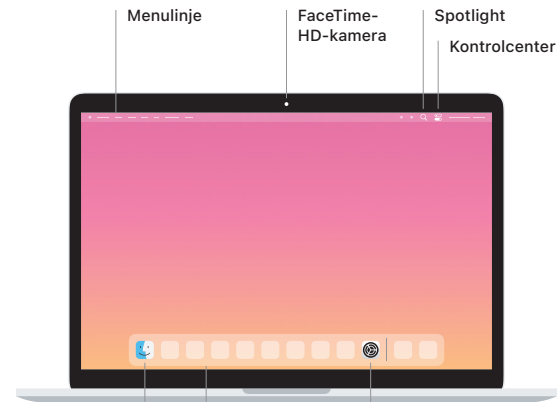 Menulinje
FaceTime-
HD-kamera
Spotlight
Kontrolcenter